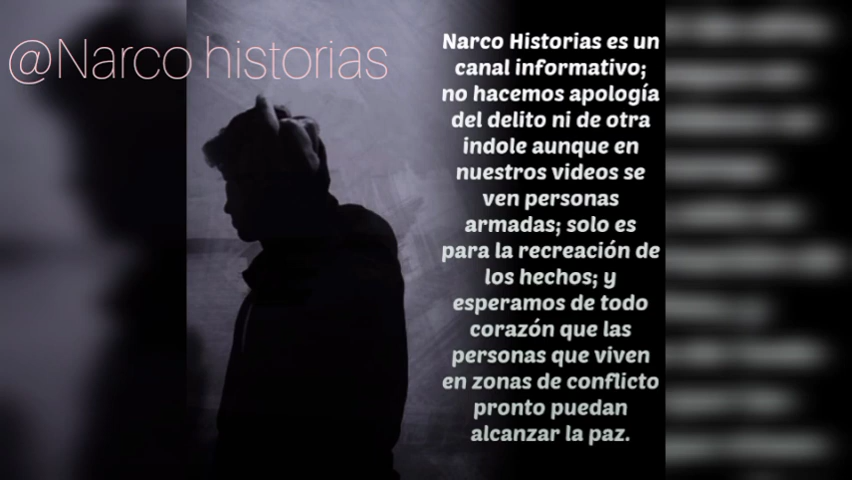 @Narco historias
Narco Historias es un
canal informativo;
no hacemos apología
del delito ni de otra
indole aunque en
nuestros videos se
ven personas
armadas; solo es
para la recreación de
los hechos; y
esperamos de todo
corazón que las
personas que viven
en zonas de conflicto
pronto puedan
alcanzar la paz.